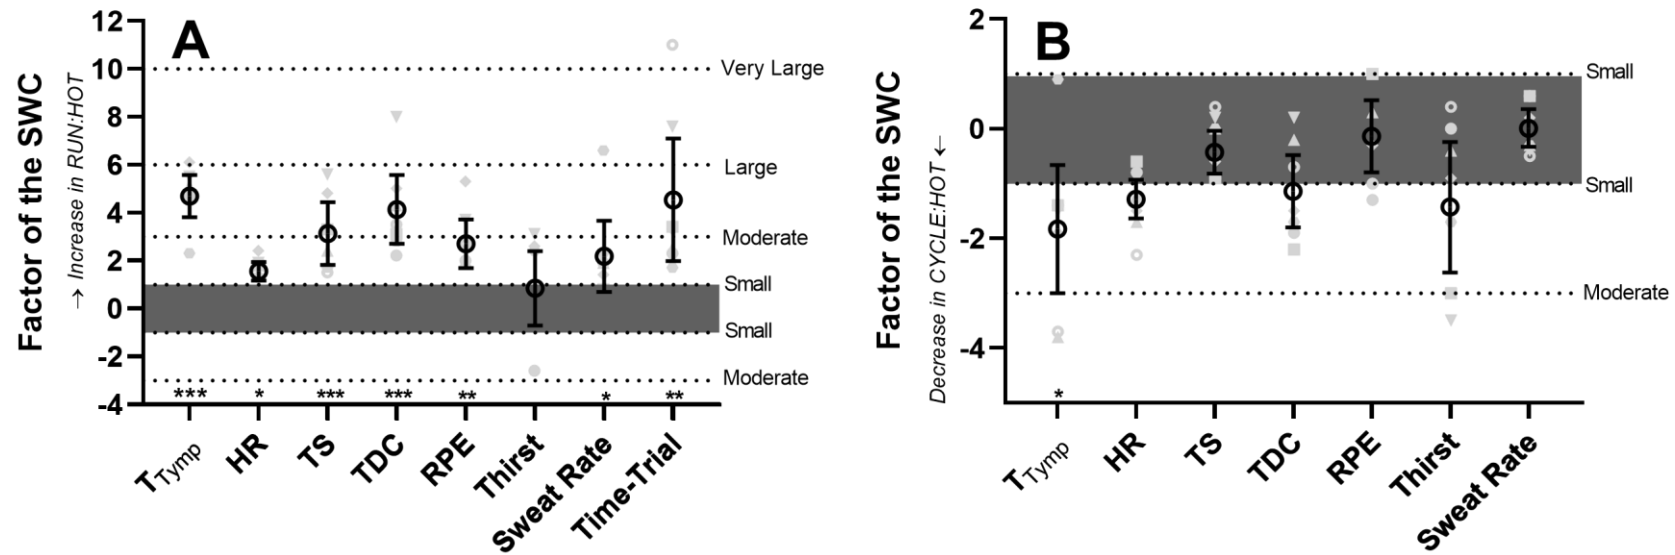 A
Factor of the SWC
→ Increase in RUN:HOT
12
10
8
6
4
2
0
-2
-4
Very Large
Large
Moderate
Small
Small
Moderate
*** * *** *** ** * **
TTymp
HR
TS
TDC
RPE
Thirst
Sweat Rate
Time-Trial
B
Factor of the SWC
Decrease in CYCLE:HOT ←
2
0
-2
-4
Small
Small
Moderate
*
TTymp
HR
TS
TDC
RPE
Thirst
Sweat Rate